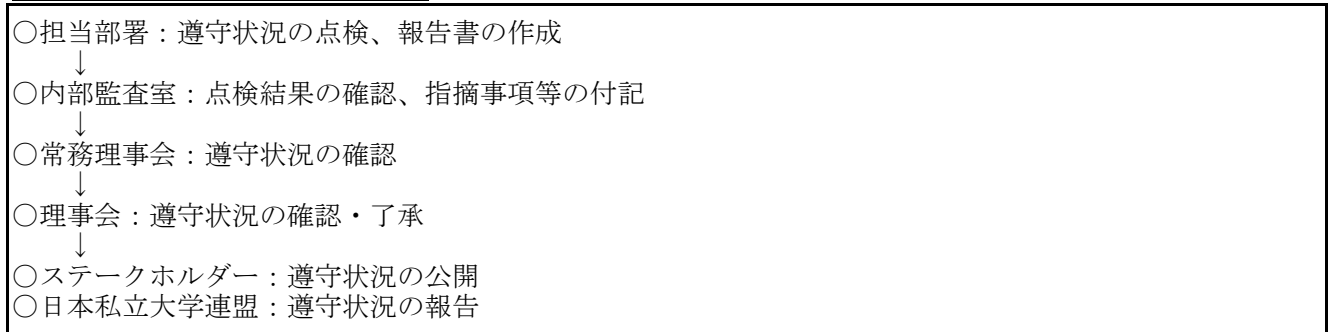 ○担当部署：遵守状況の点検、報告書の作成
↓
○内部監査室：点検結果の確認、指摘事項等の付記
↓
○常務理事会：遵守状況の確認
↓
○理事会：遵守状況の確認・了承
↓
○ステークホルダー：遵守状況の公開
○日本私立大学連盟：遵守状況の報告